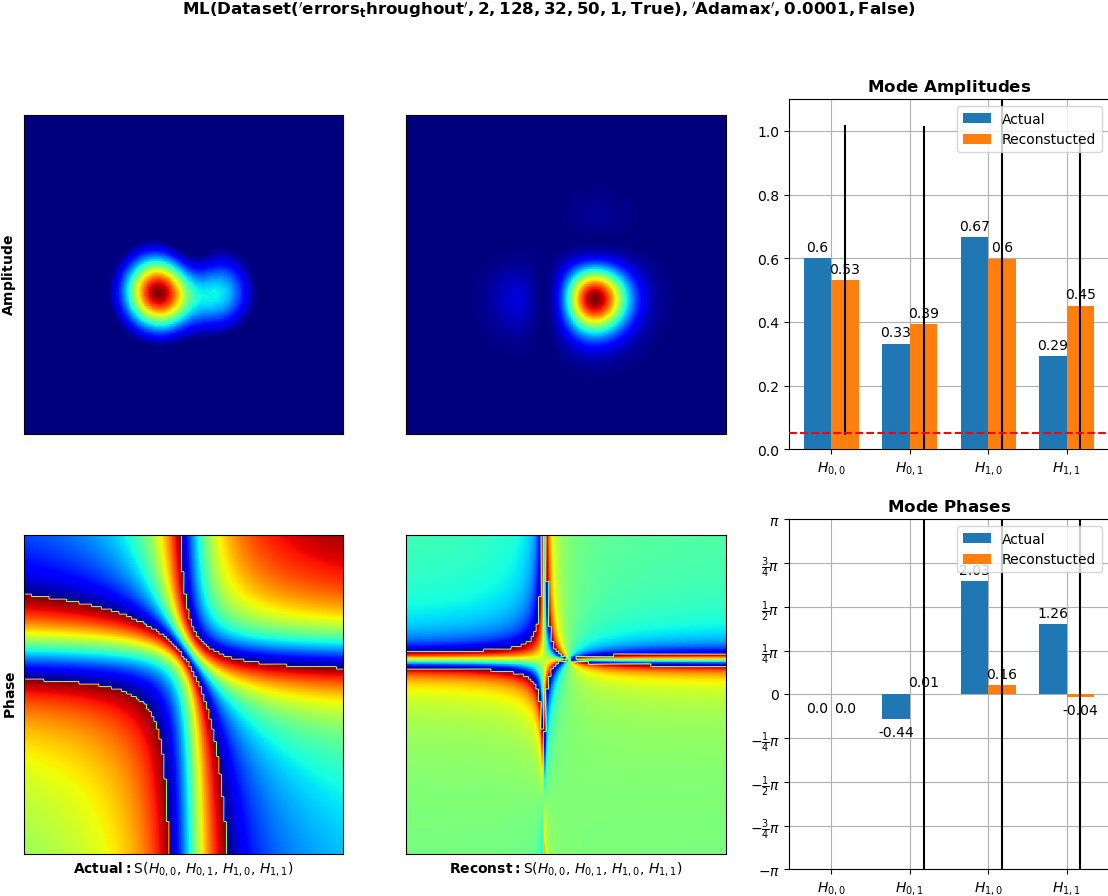 ML(Dataset('errors_throughout', 2, 128, 32, 50, 1, True), 'Adamax', 0.0001, False)
Mode Amplitudes
Amplitude
Actual
Reconstucted
1.0
0.8
0.6
0.4
0.2
0.0
0.6
0.53
0.33
0.39
0.67
0.6
0.29
0.45
H0,0
H0,1
H1,0
H1,1
Mode Phases
Phase
Actual
Reconstucted
π
3/4π
1/2π
1/4π
0
−1/4π
−1/2π
−3/4π
−π
0.0
0.0
-0.44
0.01
2.03
0.16
1.26
-0.04
H0,0
H0,1
H1,0
H1,1
Actual: S(H0,0, H0,1, H1,0, H1,1)
Reconst: S(H0,0, H0,1, H1,0, H1,1)